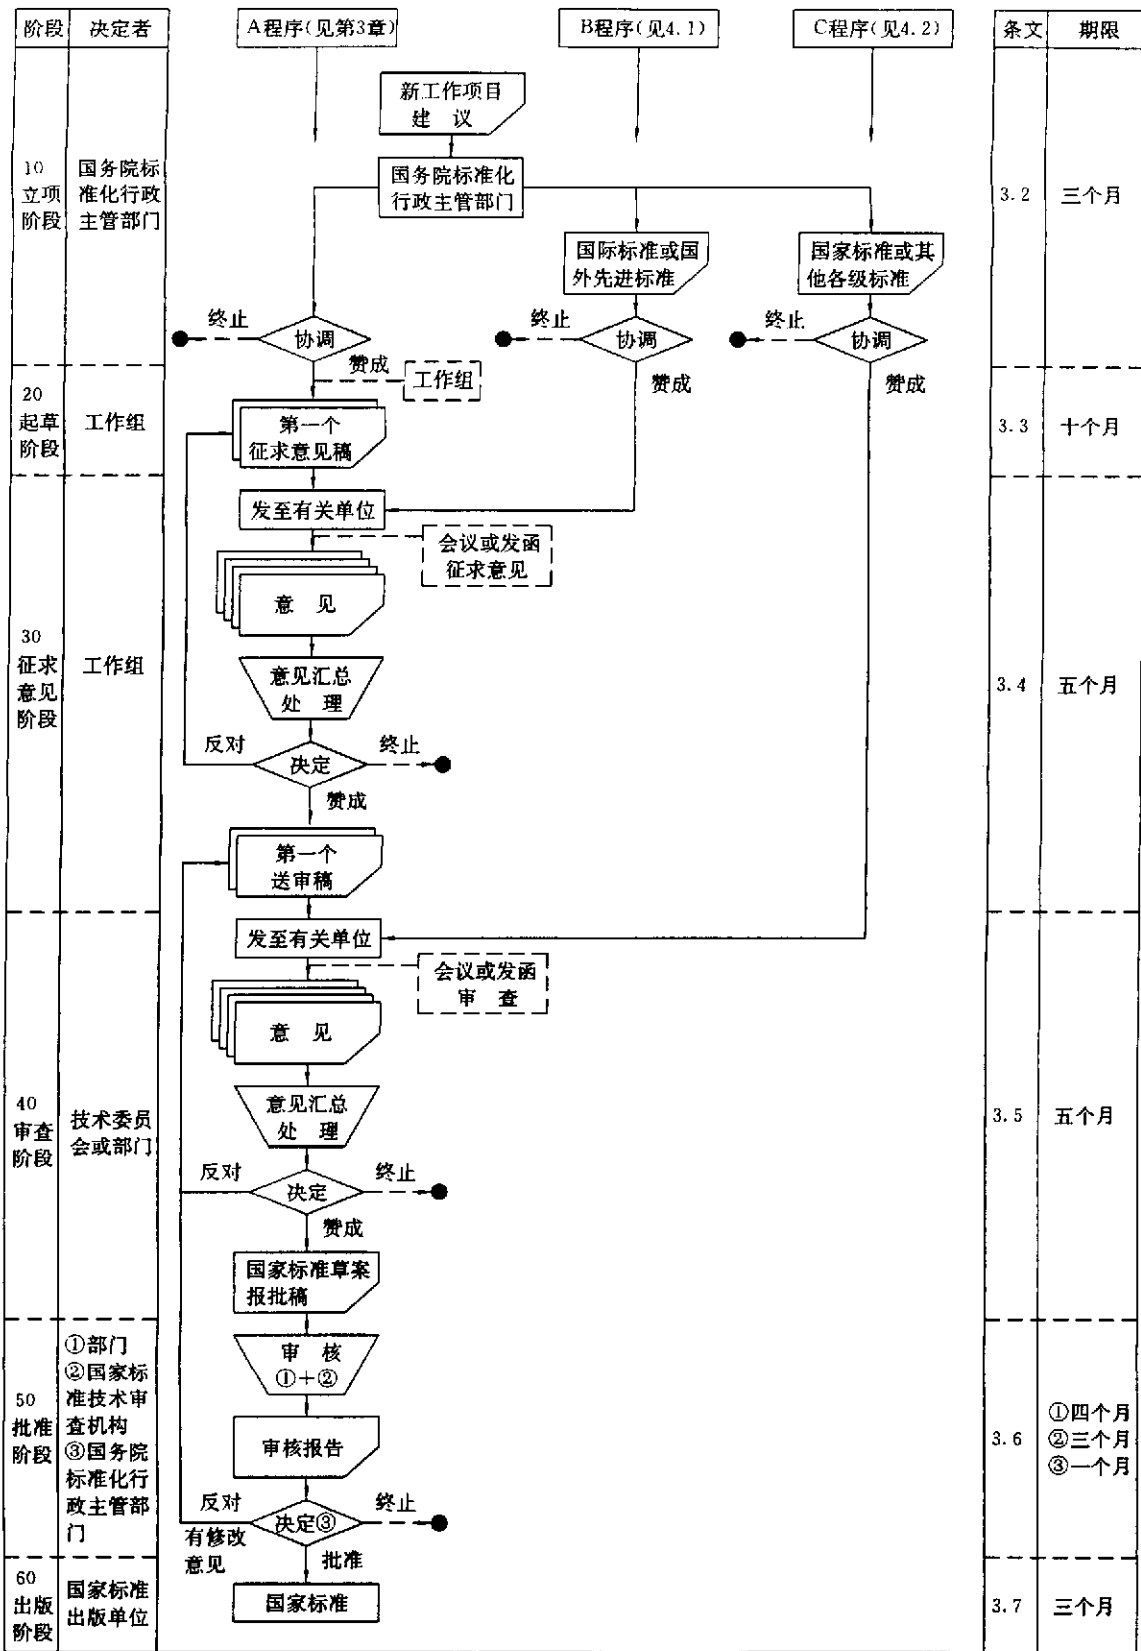 阶段 决定者 A程序(见第3章) B程序(见4.1) C程序(见4.2) 条文 期限
新工作项目
建 议
10
立项
阶段
国务院标
准化行政
主管部门
国务院标准化
行政主管部门
3.2 三个月
国际标准或国
外先进标准
国家标准或其
他各级标准
终止 协调 终止 协调 终止 协调
赞成 赞成 赞成
工作组
20
起草
阶段
工作组
第一个
征求意见稿
3.3 十个月
发至有关单位
会议或发函
征求意见
意 见
30
征求
意见
阶段
工作组
意见汇总
处 理
3.4 五个月
反对 决定 终止
赞成
第一个
送审稿
发至有关单位
会议或发函
审 查
意 见
40
审查
阶段
技术委员
会或部门
意见汇总
处 理
3.5 五个月
反对 决定 终止
赞成
国家标准草案
报批稿
50
批准
阶段
①部门
②国家标
准技术审
查机构
③国务院
标准化行
政主管部
门
审 核
①+②
审核报告
3.6
①四个月
②三个月
③一个月
反对 决定③ 终止
有修改
意见
批准
60
出版
阶段
国家标准
出版单位
国家标准
3.7 三个月